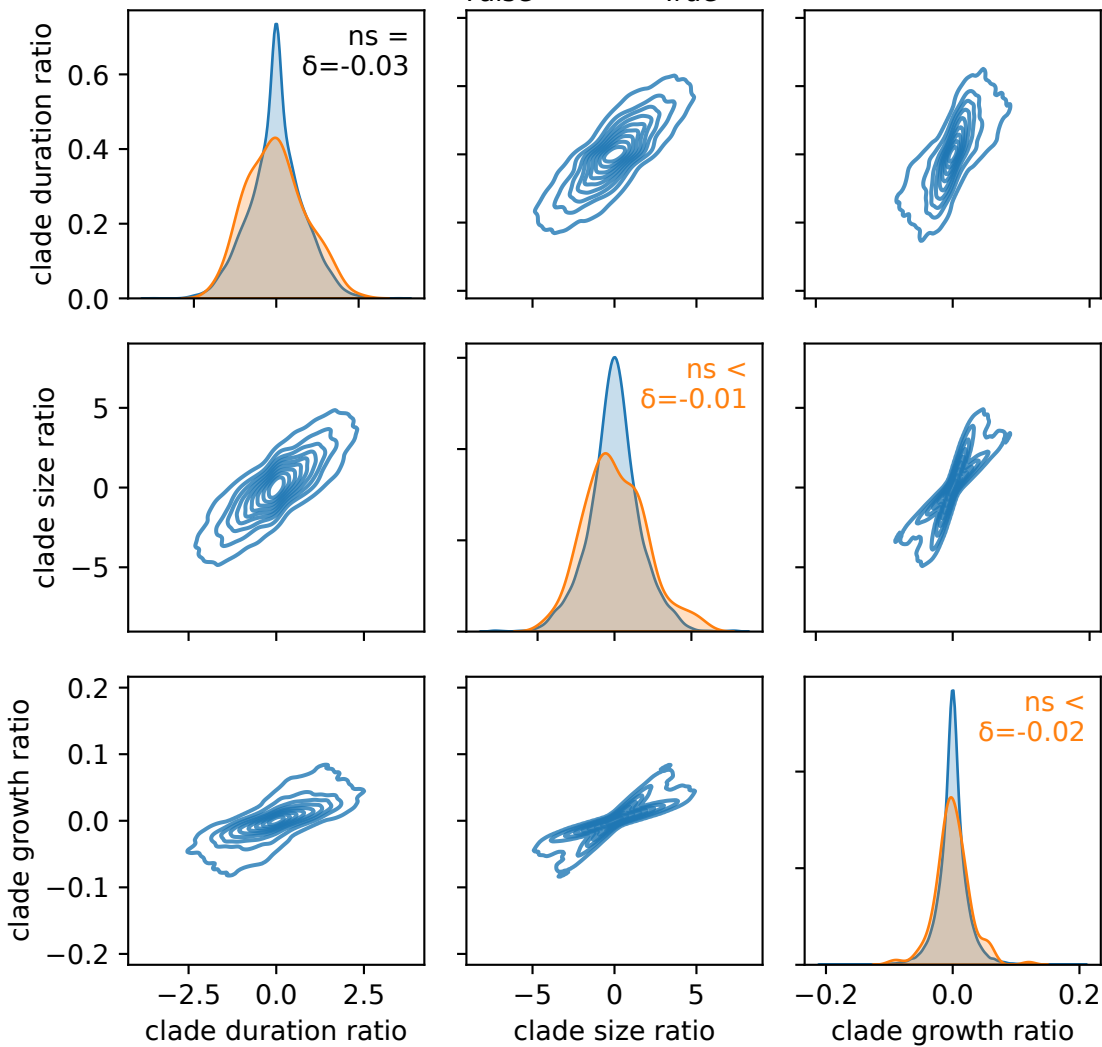 clade duration ratio
0.6
0.4
0.2
0.0
ns =
δ=-0.03
clade size ratio
5
0
−5
ns <
δ=-0.01
clade growth ratio
0.2
0.1
0.0
−0.1
−0.2
ns <
δ=-0.02
−2.5 0.0 2.5
−5 0 5
−0.2 0.0 0.2
clade duration ratio
clade size ratio
clade growth ratio